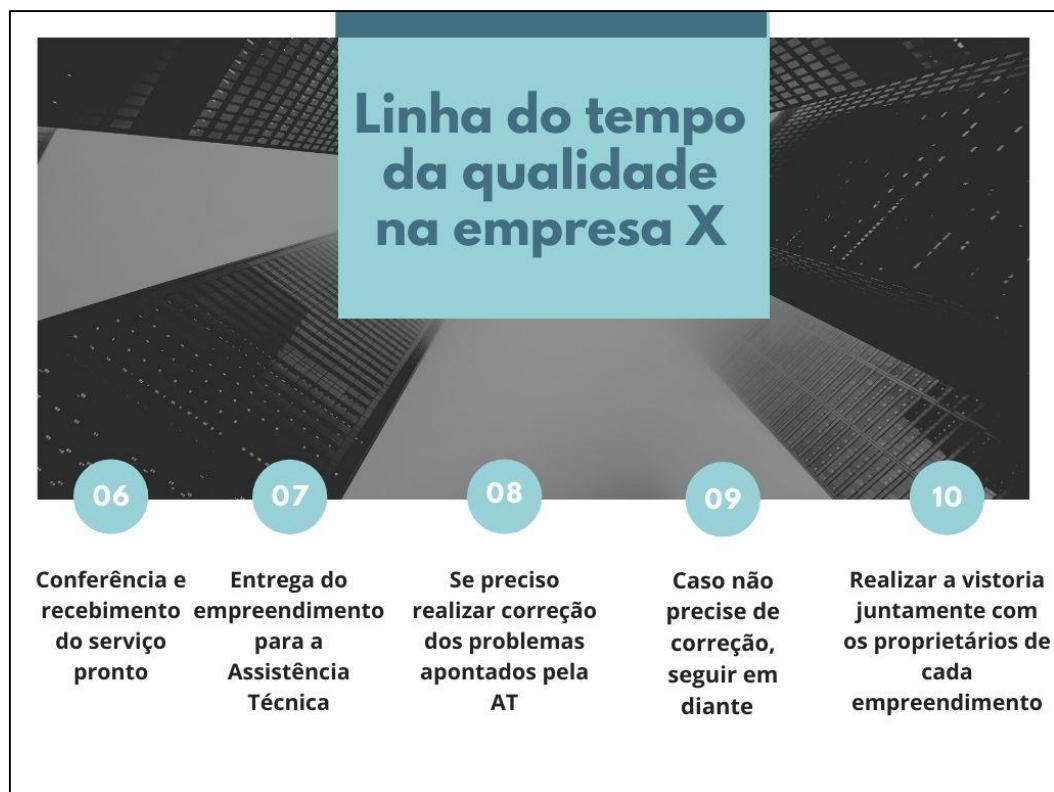 Linha do tempo
da qualidade
na empresa X
06
Conferência e
recebimento
do serviço
pronto
07
Entrega do
empreendimento
para a
Assistência
Técnica
08
Se preciso
realizar correção
dos problemas
apontados pela
AT
09
Caso não
precise de
correção,
seguir em
diante
10
Realizar a vistoria
juntamente com
os proprietários de
cada
empreendimento